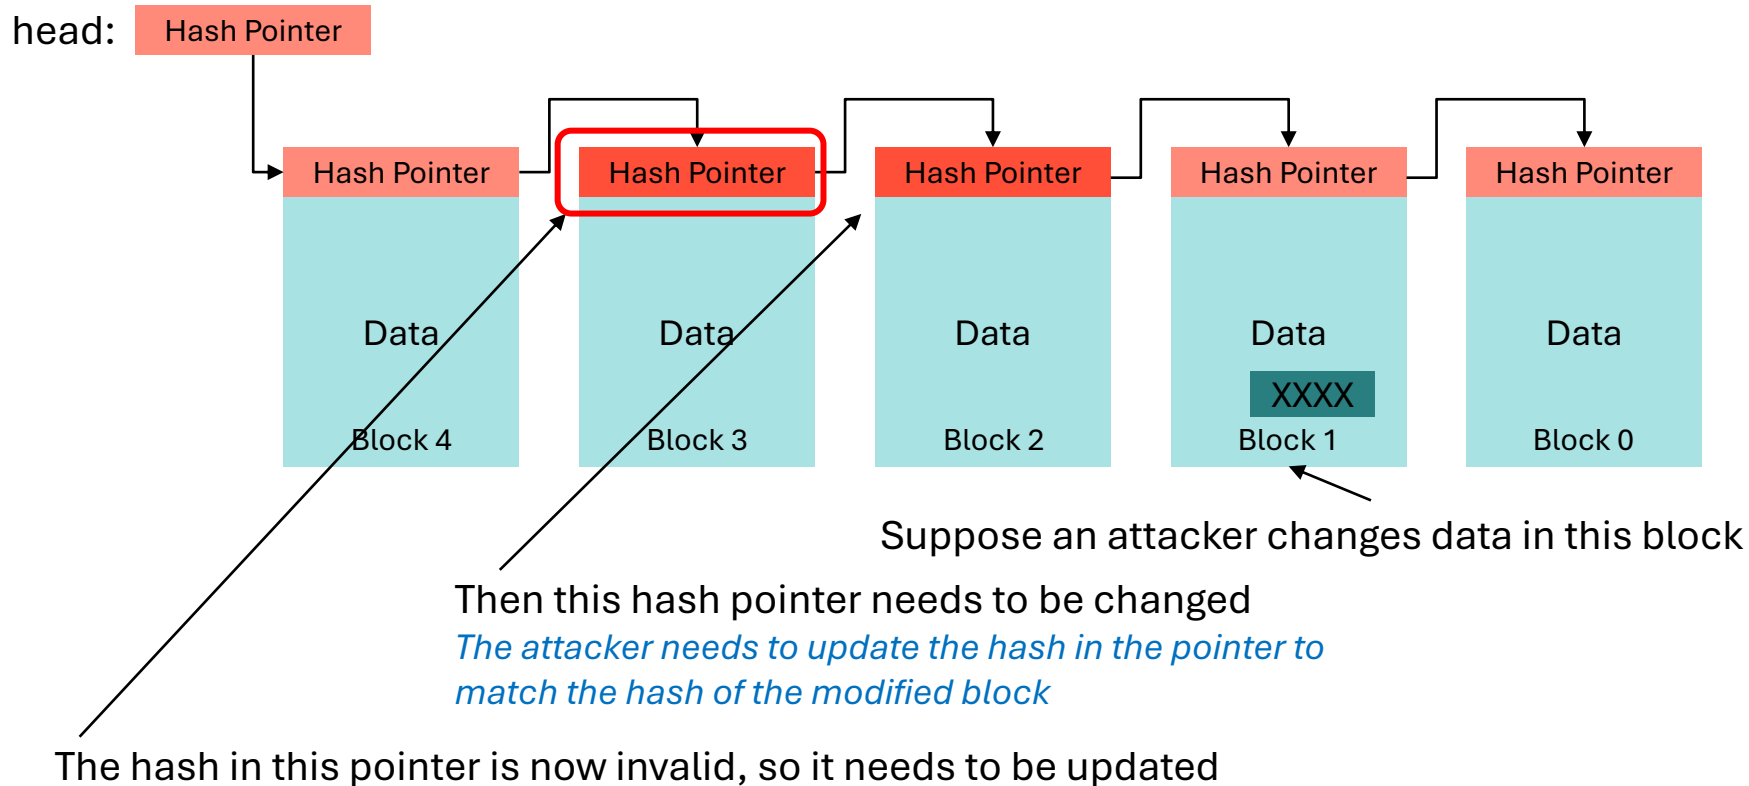 head: Hash Pointer
Hash Pointer Hash Pointer Hash Pointer Hash Pointer Hash Pointer
Data Data Data Data Data
XXXX
Block 4 Block 3 Block 2 Block 1 Block 0
Suppose an attacker changes data in this block
Then this hash pointer needs to be changed
The attacker needs to update the hash in the pointer to
match the hash of the modified block
The hash in this pointer is now invalid, so it needs to be updated